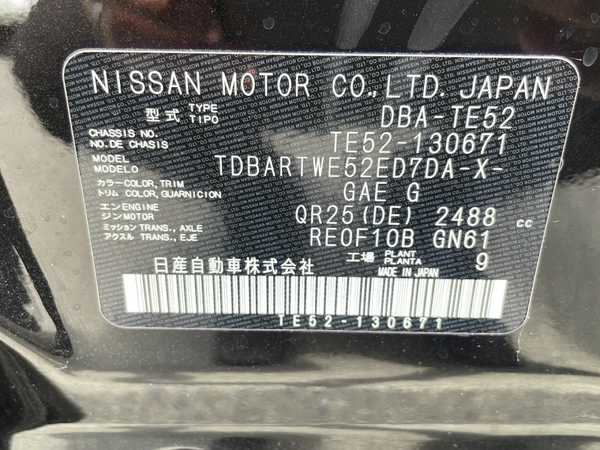 NISSAN MOTOR CO.,LTD. JAPAN
型式 TYPE TIPO DBA-TE52
CHASSIS NO. NO.DE CHASIS TE52-130671
MODEL MODELO TDBARTWE52ED7DA-X-
カラー COLOR, TRIM トリム COLOR, GUARNICION GAE G
エンジン ENGINE MOTOR QR25(DE) 2488 cc
ミッション TRANS., AXLE アクスル TRANS., EJE RE0F10B GN61
日産自動車株式会社 工場 PLANT PLANTA 9 MADE IN JAPAN
TE52-130671